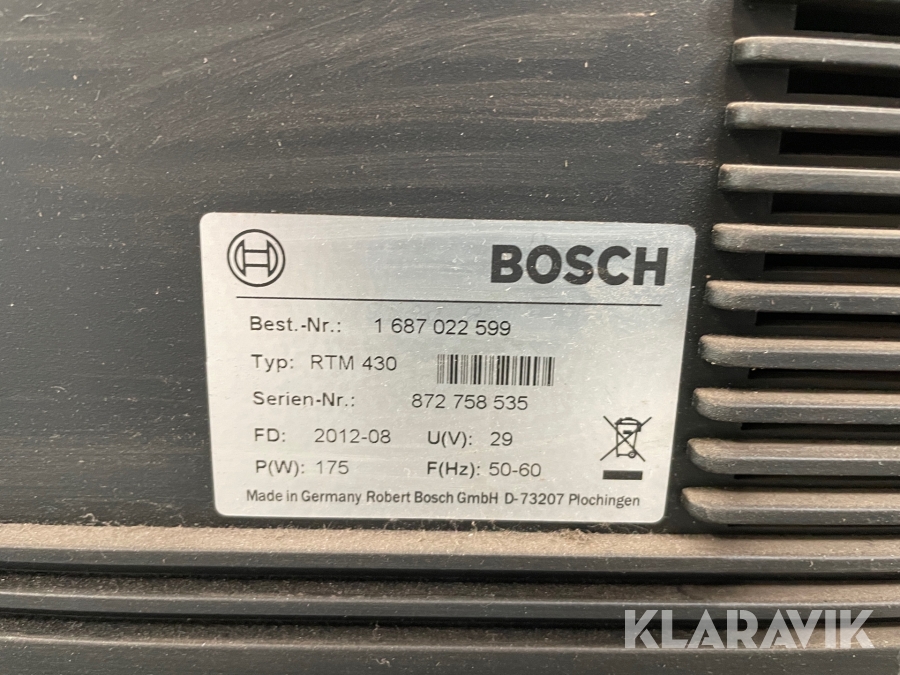 BOSCH
Best.-Nr.: 1 687 022 599
Typ: RTM 430
Serien-Nr.: 872 758 535
FD: 2012-08 U(V): 29
P(W): 175 F(Hz): 50-60
Made in Germany Robert Bosch GmbH D-73207 Plochingen
KLARAVIK